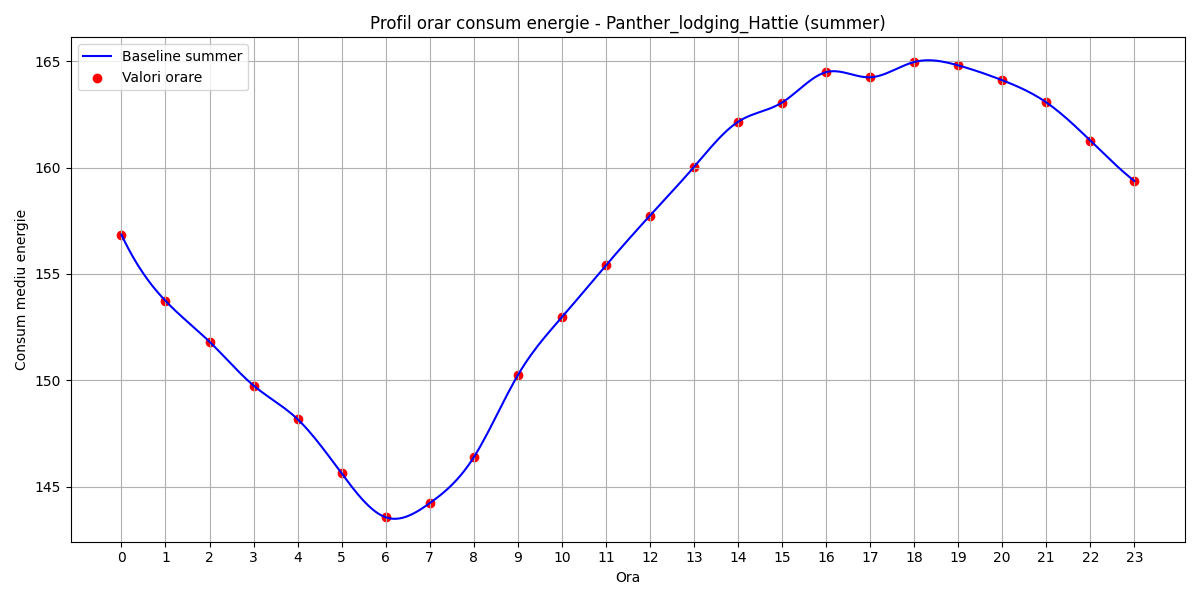 Profil orar consum energie - Panther_lodging_Hattie (summer)
Baseline summer
Valori orare
Consum mediu energie
165
160
155
150
145
0 1 2 3 4 5 6 7 8 9 10 11 12 13 14 15 16 17 18 19 20 21 22 23
Ora